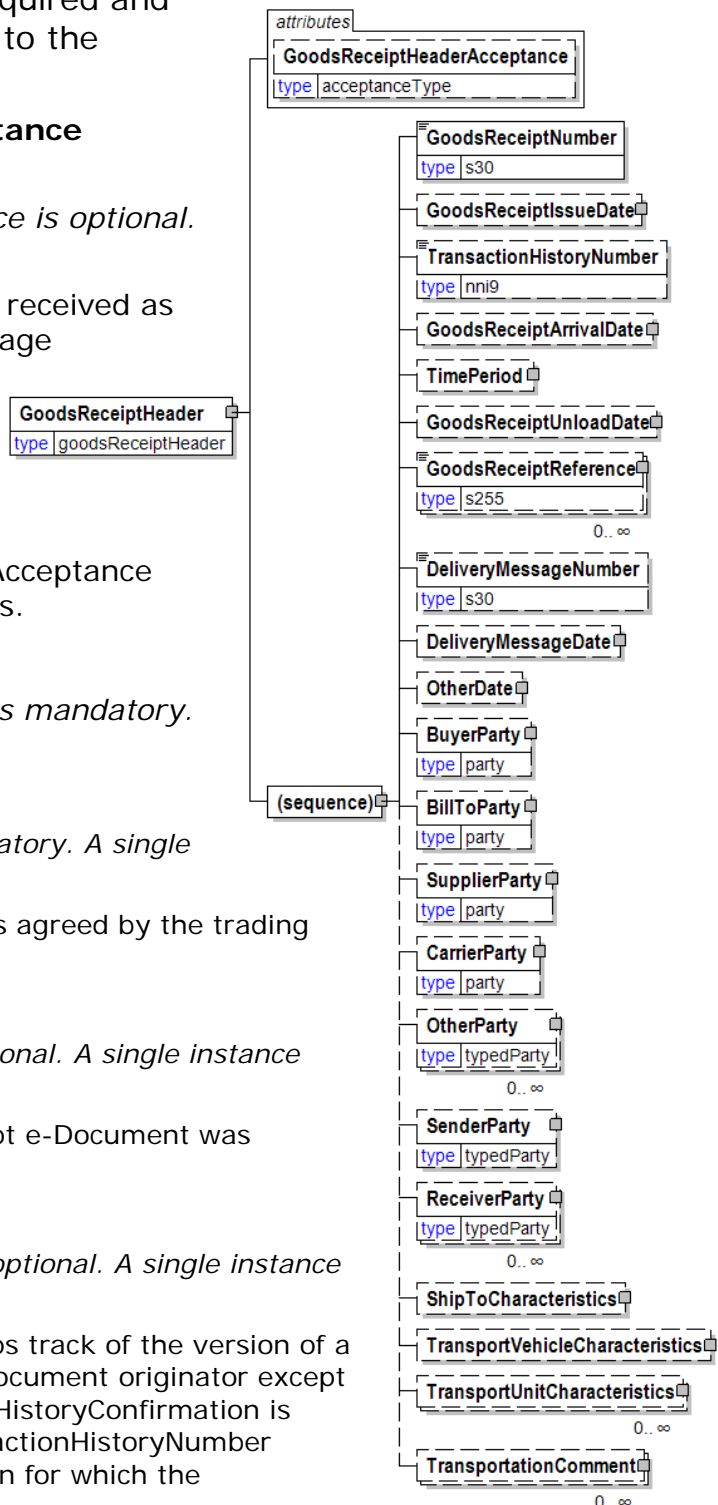 quired and
to the
tance
ce is optional.
received as
age
Acceptance
s.
s mandatory.
atory. A single
s agreed by the trading
onal. A single instance
ot e-Document was
optional. A single instance
os track of the version of a
ocument originator except
HistoryConfirmation is
actionHistoryNumber
n for which the
GoodsReceiptHeader
type goodsReceiptHeader
attributes
GoodsReceiptHeaderAcceptance
type acceptanceType
(sequence)
GoodsReceiptNumber
type s30
GoodsReceiptIssueDate
TransactionHistoryNumber
type nni9
GoodsReceiptArrivalDate
TimePeriod
GoodsReceiptUnloadDate
GoodsReceiptReference
type s255
0.. ∞
DeliveryMessageNumber
type s30
DeliveryMessageDate
OtherDate
BuyerParty
type party
BillToParty
type party
SupplierParty
type party
CarrierParty
type party
OtherParty
type typedParty
0.. ∞
SenderParty
type typedParty
ReceiverParty
type typedParty
0.. ∞
ShipToCharacteristics
TransportVehicleCharacteristics
TransportUnitCharacteristics
0.. ∞
TransportationComment
0.. ∞